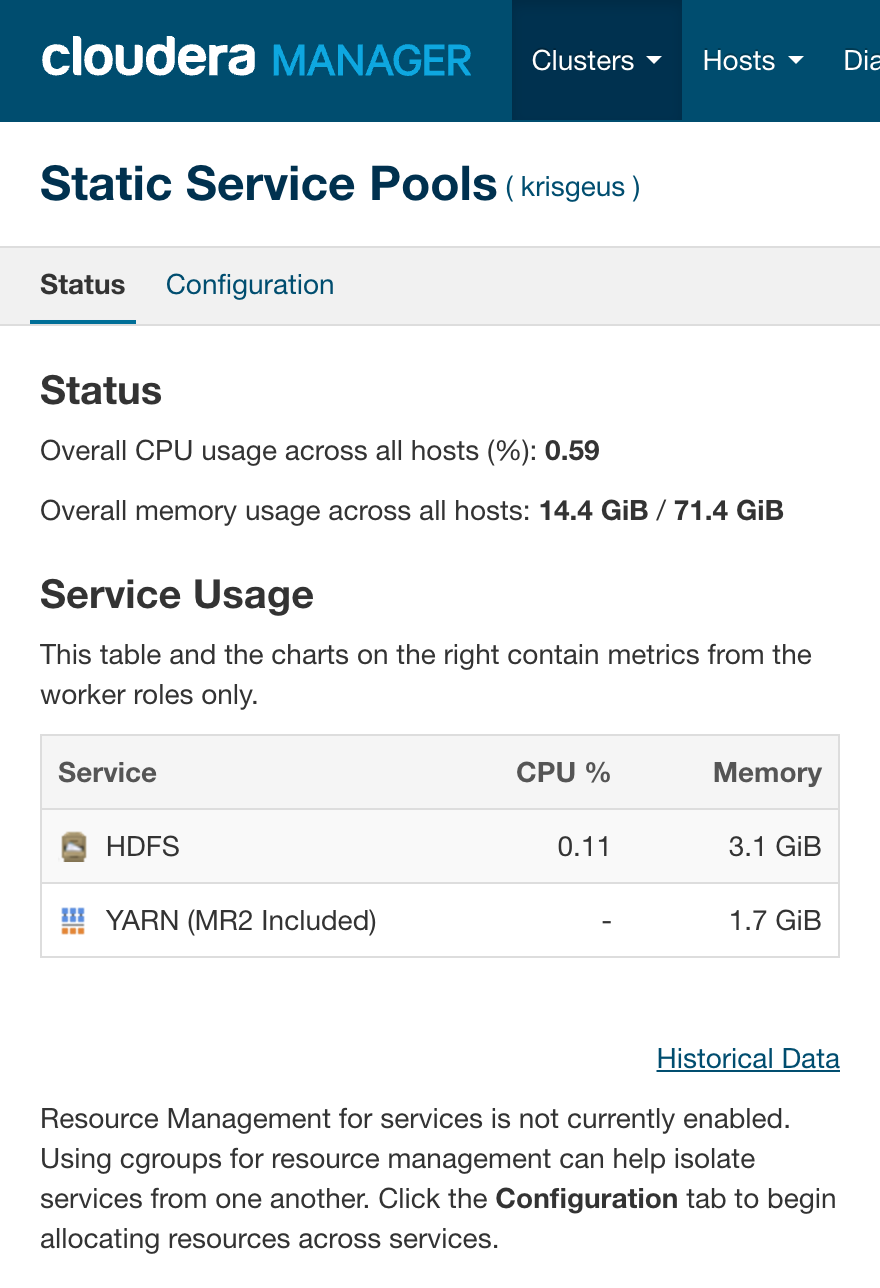 cloudera MANAGER Clusters Hosts Dia
Static Service Pools ( krisgeus )
Status Configuration
Status
Overall CPU usage across all hosts (%): 0.59
Overall memory usage across all hosts: 14.4 GiB / 71.4 GiB
Service Usage
This table and the charts on the right contain metrics from the
worker roles only.
Service CPU % Memory
HDFS 0.11 3.1 GiB
YARN (MR2 Included) - 1.7 GiB
Historical Data
Resource Management for services is not currently enabled.
Using cgroups for resource management can help isolate
services from one another. Click the Configuration tab to begin
allocating resources across services.